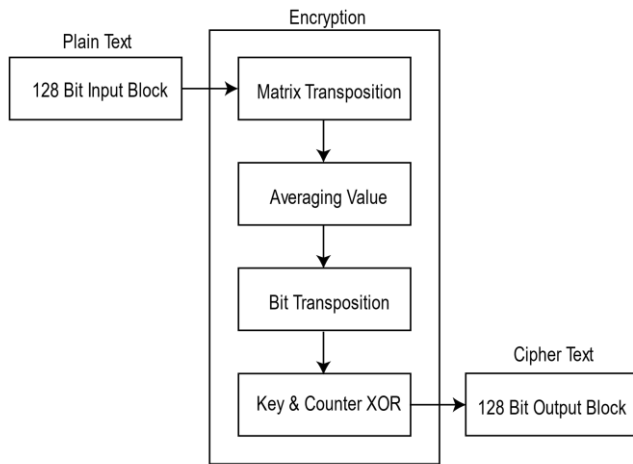 Encryption
Plain Text
128 Bit Input Block
Matrix Transposition
Averaging Value
Bit Transposition
Key & Counter XOR
Cipher Text
128 Bit Output Block